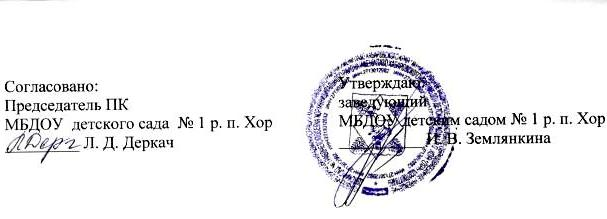 Согласовано:
Председатель ПК
МБДОУ детского сада № 1 р. п. Хор
Л. Д. Деркач
Утверждаю:
заведующий
МБДОУ детским садом № 1 р. п. Хор
И. В. Землянкина